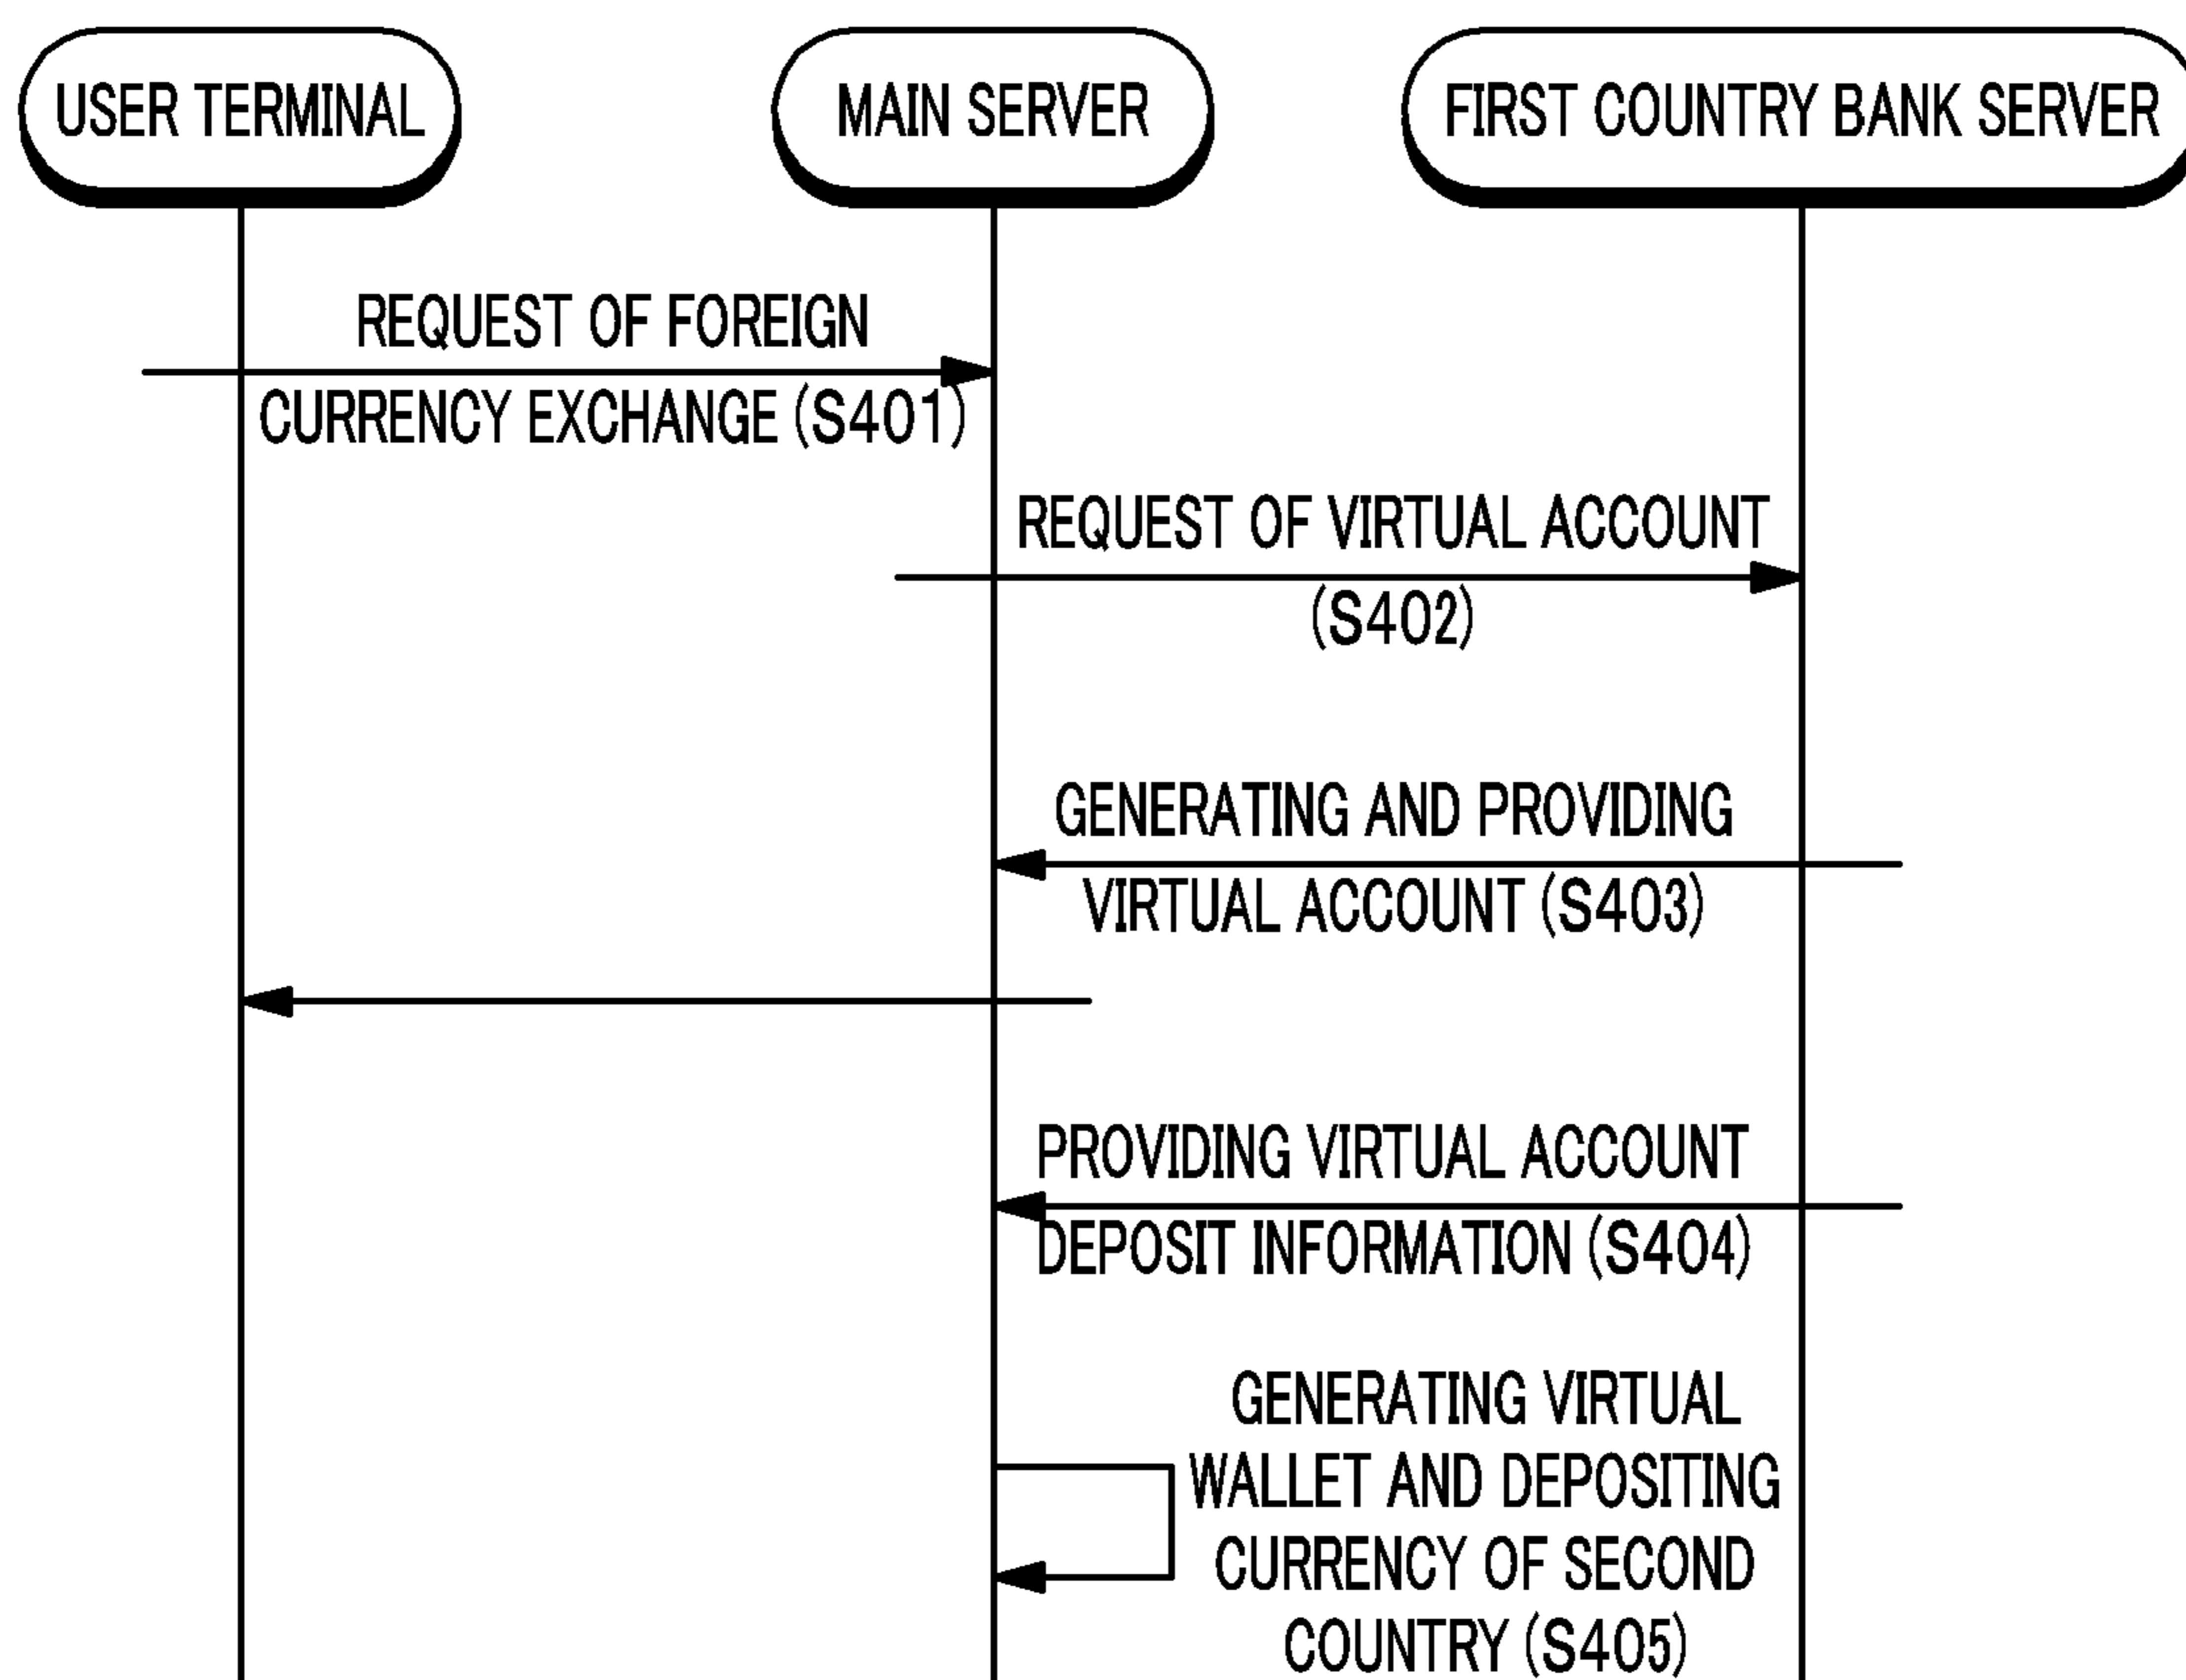 USER TERMINAL
MAIN SERVER
FIRST COUNTRY BANK SERVER
REQUEST OF FOREIGN
CURRENCY EXCHANGE (S401)
REQUEST OF VIRTUAL ACCOUNT
(S402)
GENERATING AND PROVIDING
VIRTUAL ACCOUNT (S403)
PROVIDING VIRTUAL ACCOUNT
DEPOSIT INFORMATION (S404)
GENERATING VIRTUAL
WALLET AND DEPOSITING
CURRENCY OF SECOND
COUNTRY (S405)